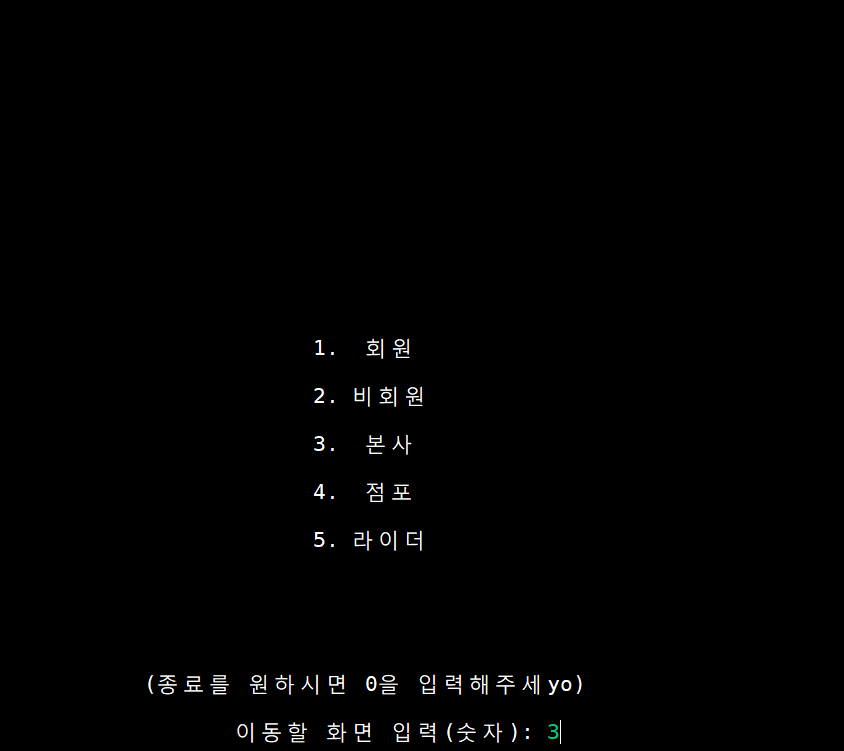 1. 회원
2. 비회원
3. 본사
4. 점포
5. 라이더
(종료를 원하시면 0을 입력해주세yo)
이동할 화면 입력(숫자): 3